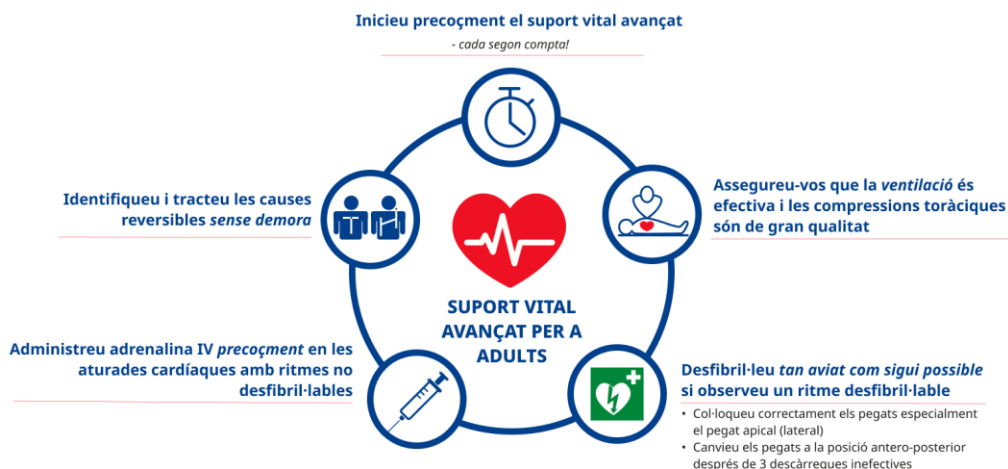 Inicieu precoçment el suport vital avançat
- cada segon compta!
Assegureu-vos que la ventilació és
efectiva i les compressions toràciques
són de gran qualitat
Desfibril·leu tan aviat com sigui possible
si observeu un ritme desfibril·lable
• Col·loqueu correctament els pegats especialment
el pegat apical (lateral)
• Canvieu els pegats a la posició antero-posterior
després de 3 descàrregues inefectives
Administreu adrenalina IV precoçment en les
aturades cardíaques amb ritmes no
desfibril·lables
Identifiqueu i tracteu les causes
reversibles sense demora
SUPORT VITAL
AVANÇAT PER A
ADULTS